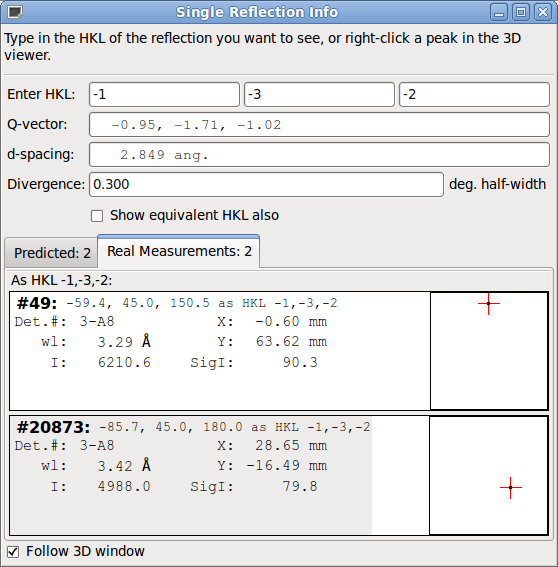 Single Reflection Info
Type in the HKL of the reflection you want to see, or right-click a peak in the 3D
viewer.
Enter HKL: -1 -3 -2
Q-vector: -0.95, -1.71, -1.02
d-spacing: 2.849 ang.
Divergence: 0.300 deg. half-width
Show equivalent HKL also
Predicted: 2 Real Measurements: 2
As HKL -1,-3,-2:
#49: -59.4, 45.0, 150.5 as HKL -1,-3,-2
Det.#: 3-A8 X: -0.60 mm
wl: 3.29 Å Y: 63.62 mm
I: 6210.6 SigI: 90.3
#20873: -85.7, 45.0, 180.0 as HKL -1,-3,-2
Det.#: 3-A8 X: 28.65 mm
wl: 3.42 Å Y: -16.49 mm
I: 4988.0 SigI: 79.8
Follow 3D window